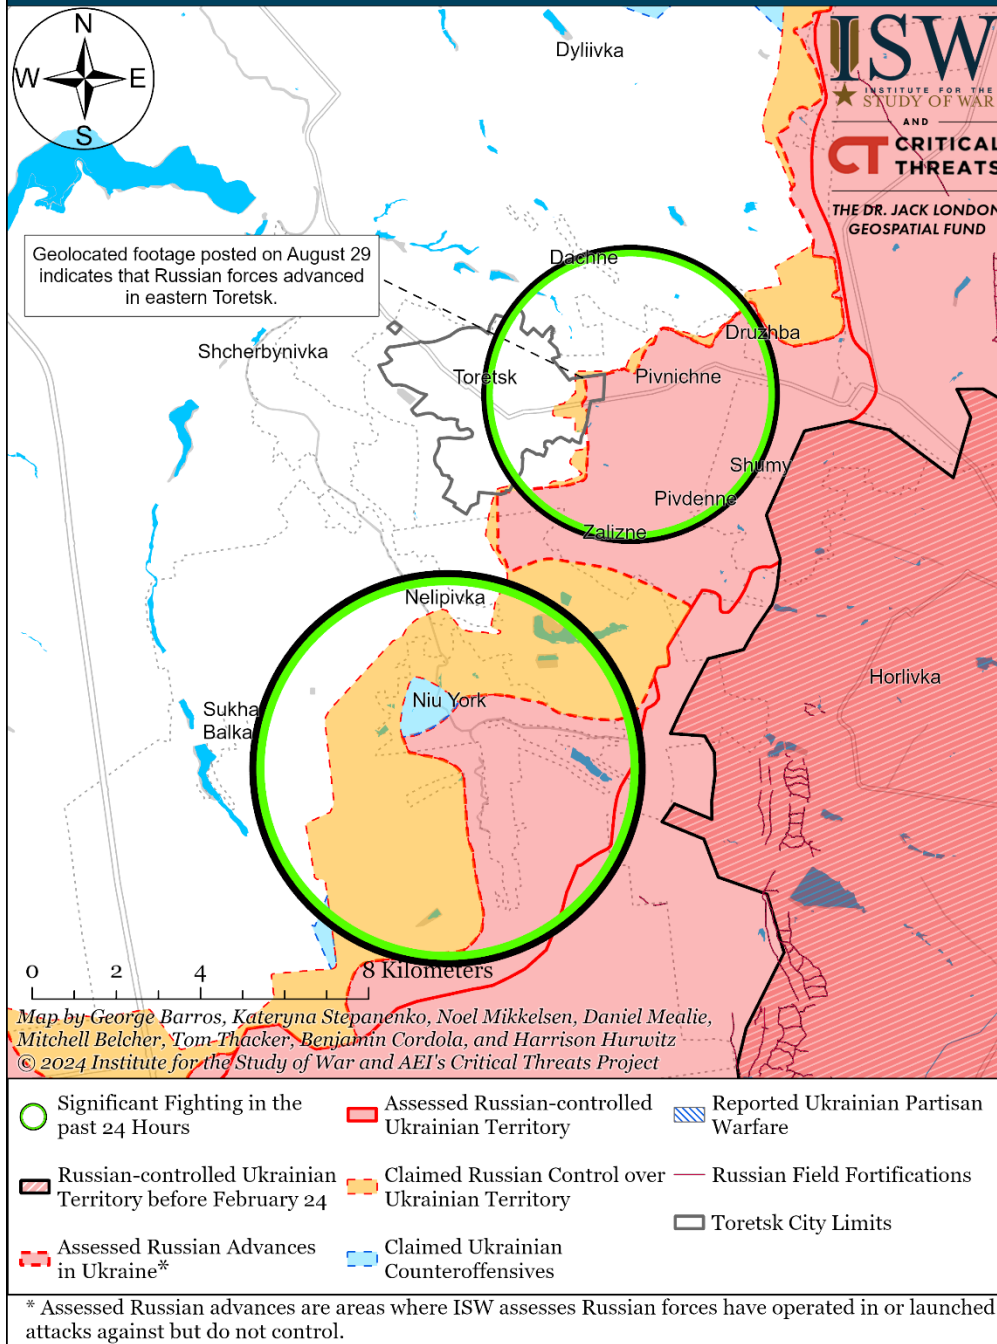 N
W
E
S
Dyliivka
ISW
INSTITUTE FOR THE
STUDY OF WAR
AND
CT CRITICAL
THREATS
THE DR. JACK LONDON
GEOSPATIAL FUND
Geolocated footage posted on August 29
indicates that Russian forces advanced
in eastern Toretsk.
Dachne
Druzhba
Shcherbynivka
Toretsk
Pivnichne
Shumy
Pivdenne
Zalizne
Nelipivka
Horlivka
Niu York
Sukha
Balka
0 2 4 8 Kilometers
Map by George Barros, Kateryna Stepanenko, Noel Mikkelsen, Daniel Mealie,
Mitchell Belcher, Tom Thacker, Benjamin Cordola, and Harrison Hurwitz
© 2024 Institute for the Study of War and AEI's Critical Threats Project
Significant Fighting in the
past 24 Hours
Russian-controlled Ukrainian
Territory before February 24
Assessed Russian Advances
in Ukraine*
Assessed Russian-controlled
Ukrainian Territory
Claimed Russian Control over
Ukrainian Territory
Claimed Ukrainian
Counteroffensives
Reported Ukrainian Partisan
Warfare
Russian Field Fortifications
Toretsk City Limits
* Assessed Russian advances are areas where ISW assesses Russian forces have operated in or launched
attacks against but do not control.